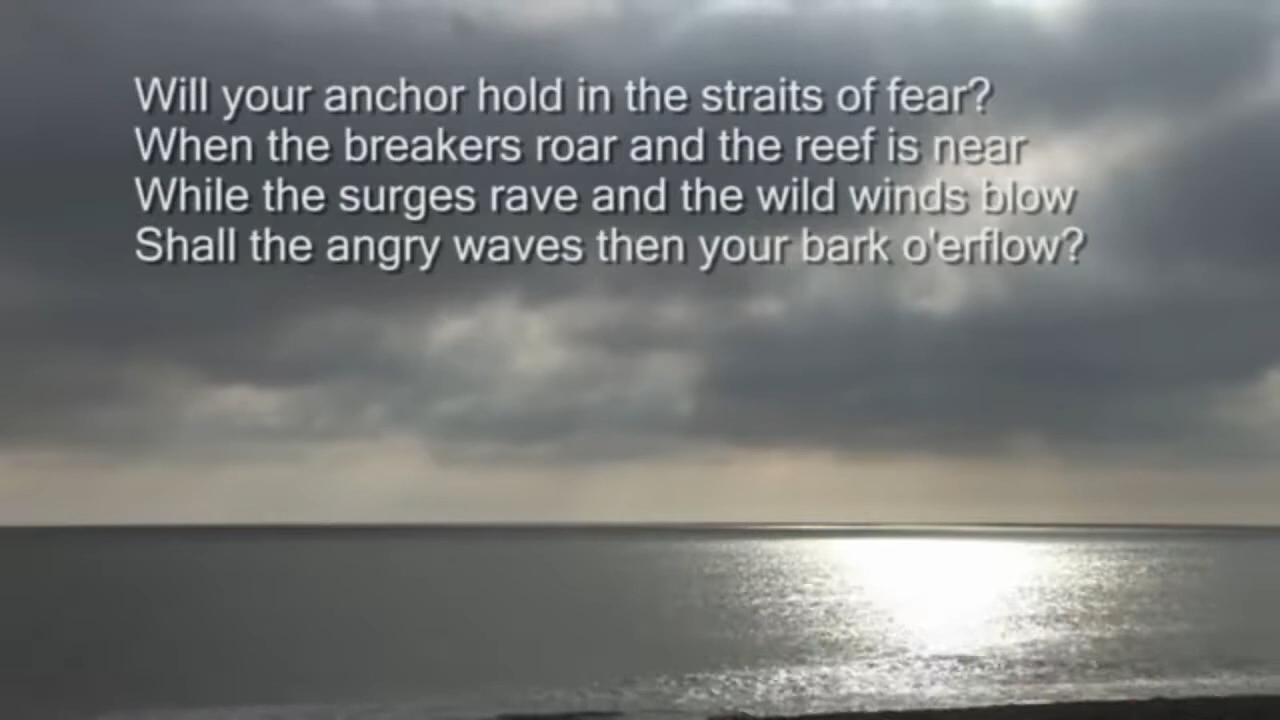 Will your anchor hold in the straits of fear?
When the breakers roar and the reef is near
While the surges rave and the wild winds blow
Shall the angry waves then your bark o'erflow?